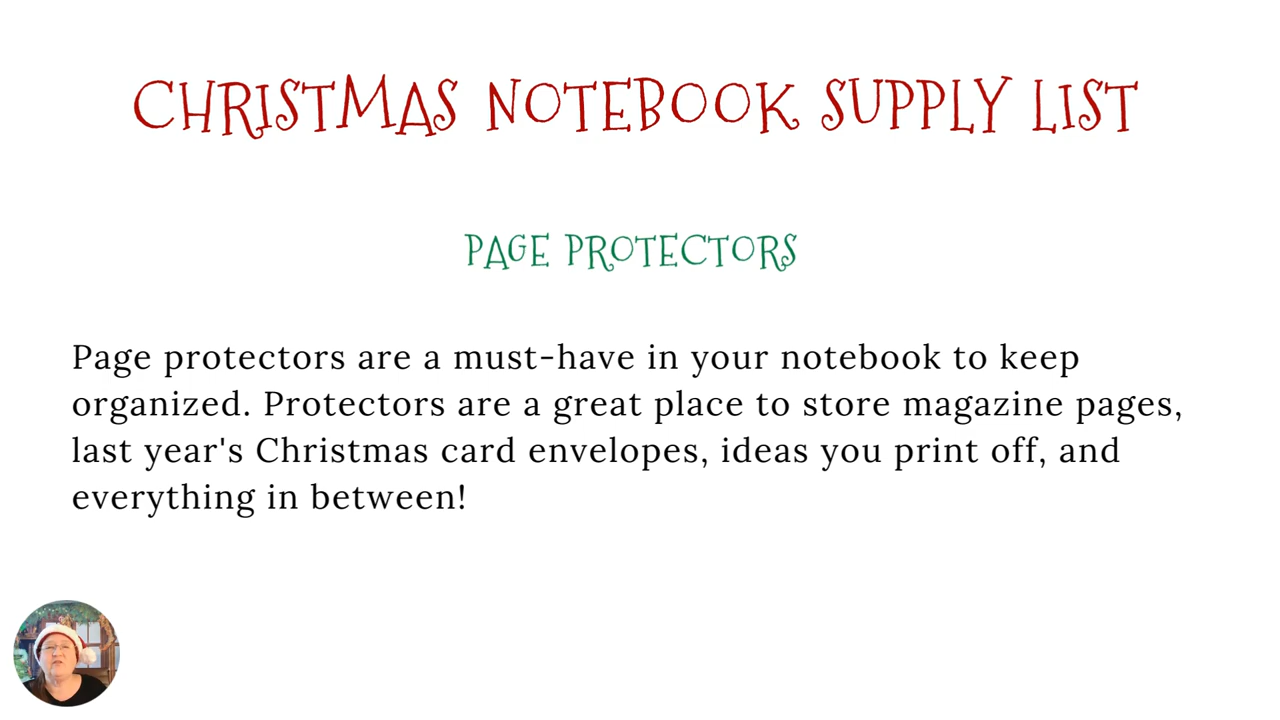 CHRISTMAS NOTEBOOK SUPPLY LIST
PAGE PROTECTORS
Page protectors are a must-have in your notebook to keep
organized. Protectors are a great place to store magazine pages,
last year's Christmas card envelopes, ideas you print off, and
everything in between!